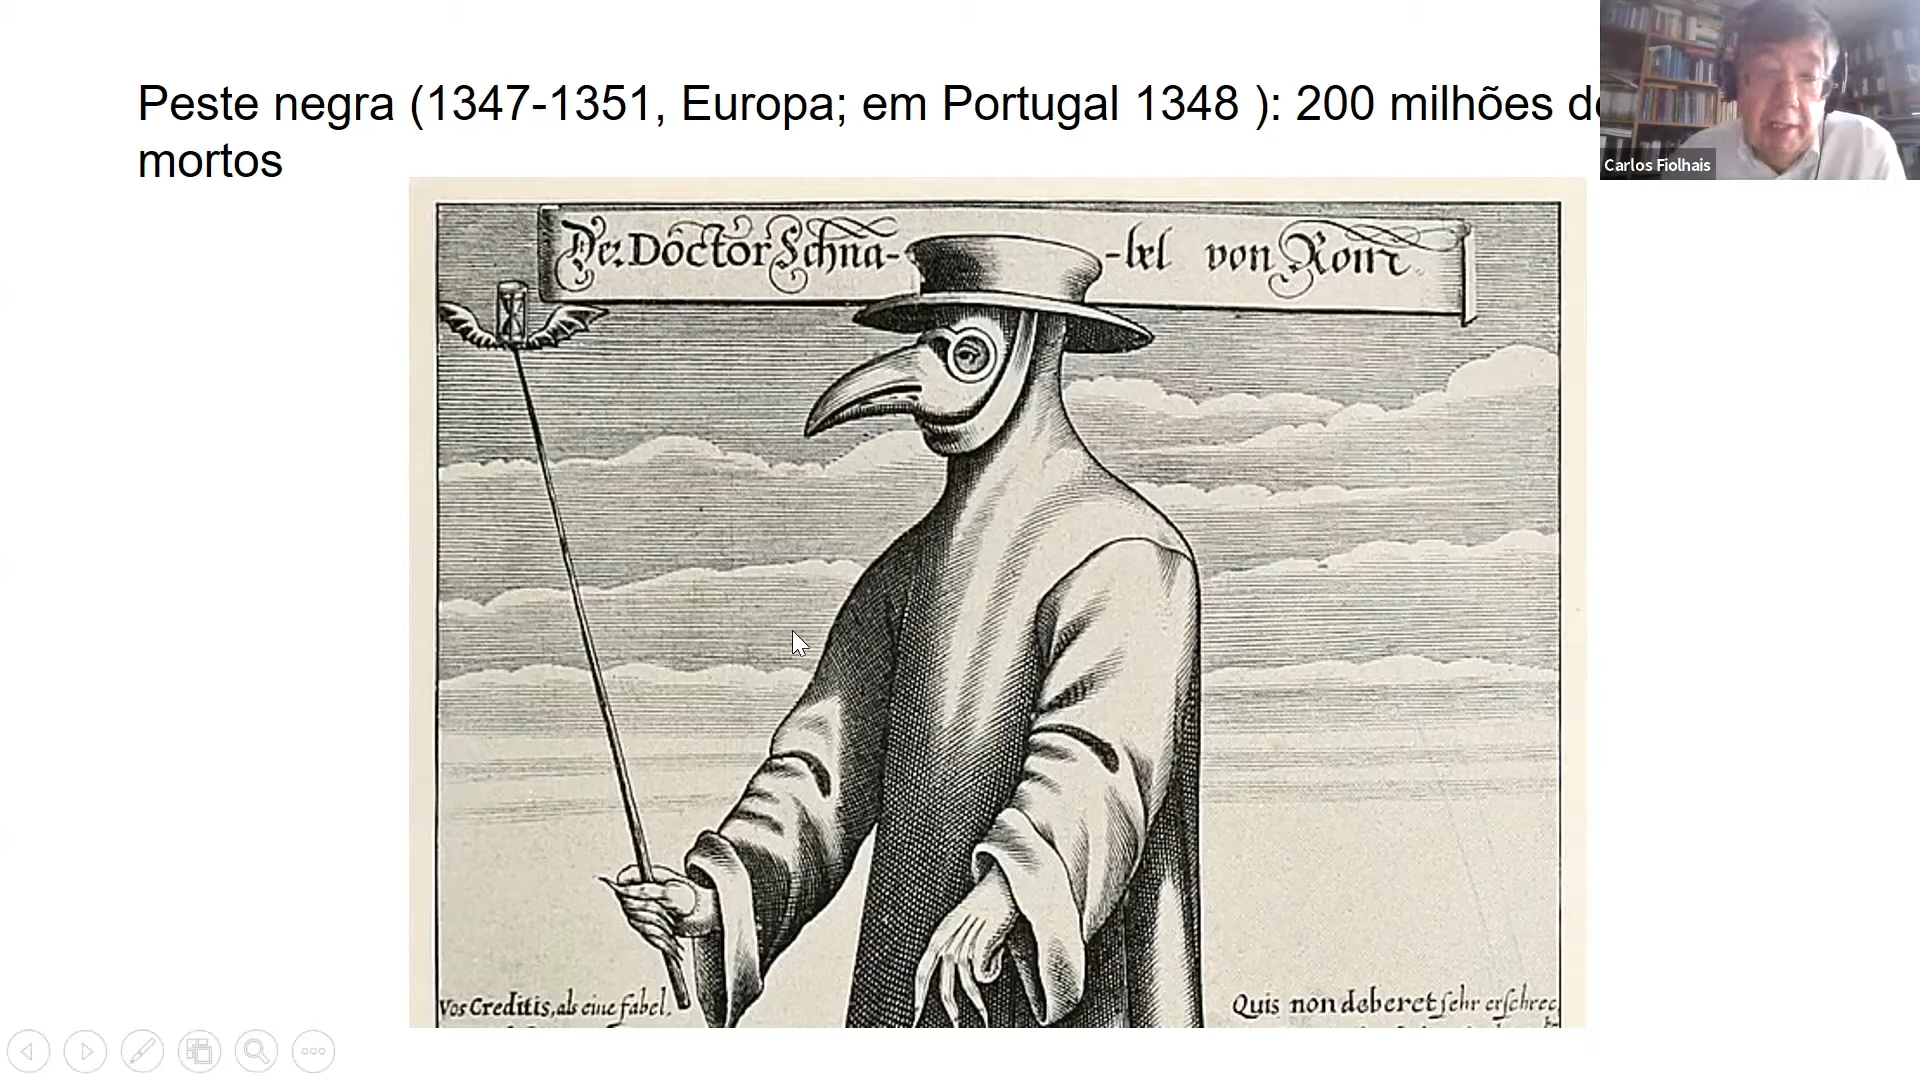 Peste negra (1347-1351, Europa; em Portugal 1348 ): 200 milhões de
mortos
Carlos Fiolhais
Der Doctor Schna- -bel von Rom.
Vos Creditis, als eine fabel,
Quis non deberet sehr erschrec